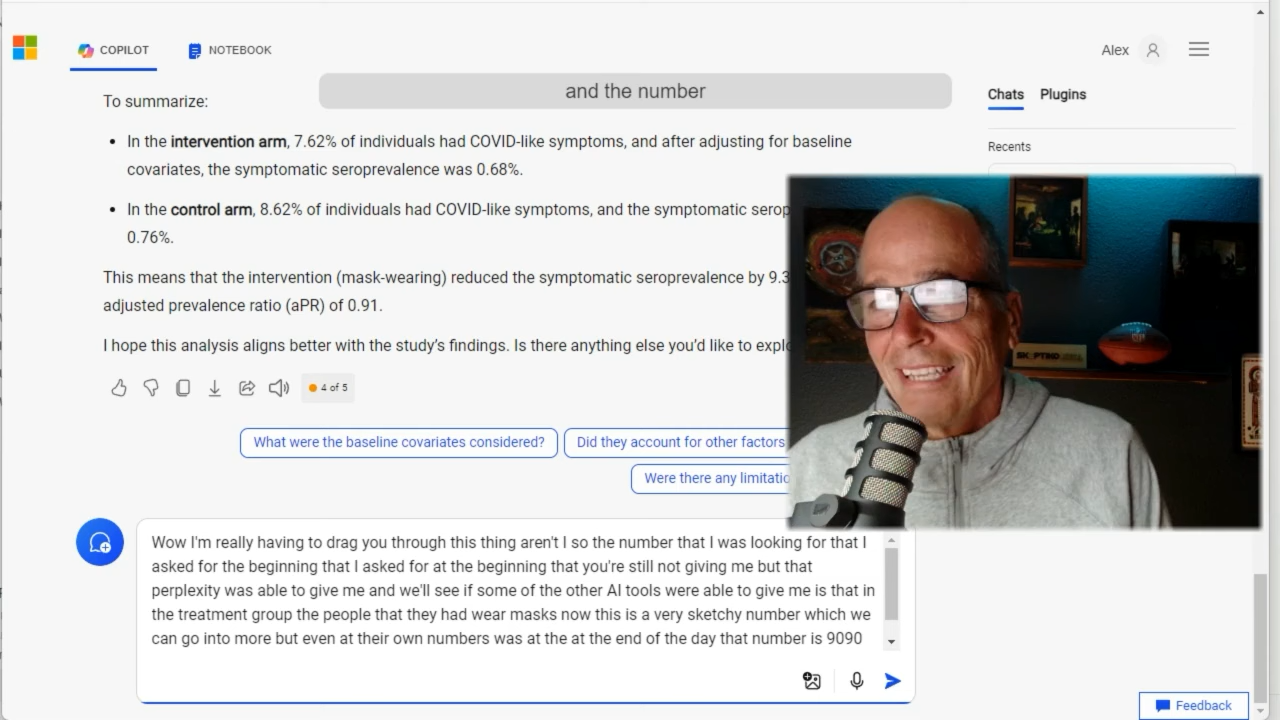 COPILOT
NOTEBOOK
Alex
and the number
Chats Plugins
Recents
To summarize:
In the intervention arm, 7.62% of individuals had COVID-like symptoms, and after adjusting for baseline
covariates, the symptomatic seroprevalence was 0.68%.
In the control arm, 8.62% of individuals had COVID-like symptoms, and the symptomatic
0.76%.
This means that the intervention (mask-wearing) reduced the symptomatic seroprevalence by 9.3
adjusted prevalence ratio (aPR) of 0.91.
I hope this analysis aligns better with the study's findings. Is there anything else you'd like to
4 of 5
What were the baseline covariates considered?
Did they account for other factors
Were there any
Wow I'm really having to drag you through this thing aren't I so the number that I was looking for that I
asked for the beginning that I asked for at the beginning that you're still not giving me but that
perplexity was able to give me and we'll see if some of the other AI tools were able to give me is that in
the treatment group the people that they had wear masks now this is a very sketchy number which we
can go into more but even at their own numbers was at the at the end of the day that number is 9090
Feedback